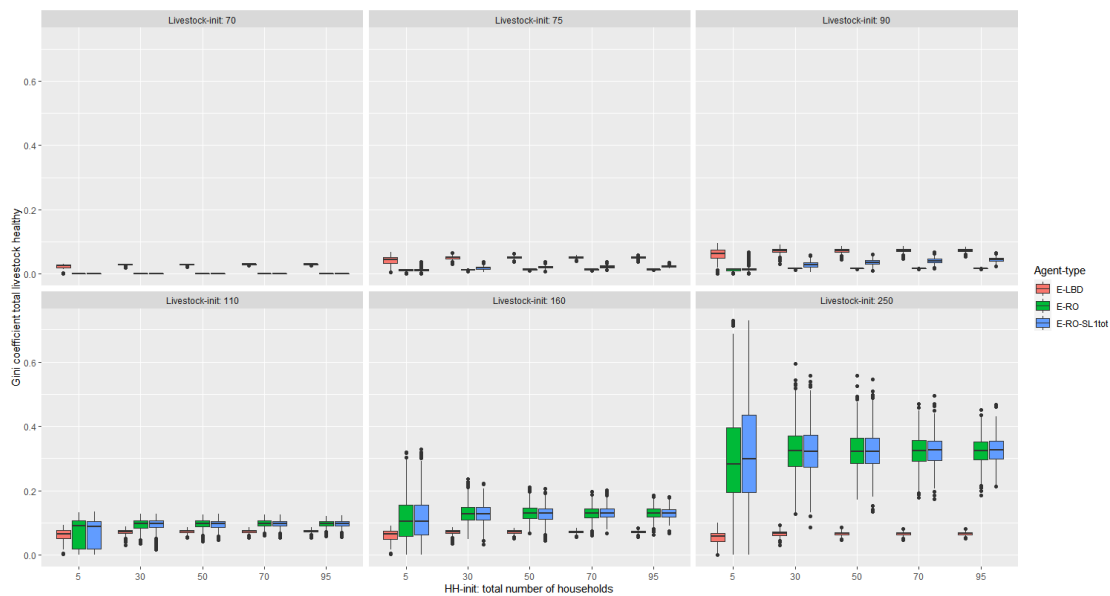 Livestock-init: 70
Livestock-init: 75
Livestock-init: 90
0.6
0.4
0.2
0.0
Livestock-init: 110
Livestock-init: 160
Livestock-init: 250
0.6
0.4
0.2
0.0
5 30 50 70 95
5 30 50 70 95
5 30 50 70 95
HH-init: total number of households
Gini coefficient total livestock healthy
Agent-type
E-LBD
E-RO
E-RO-SL1tot